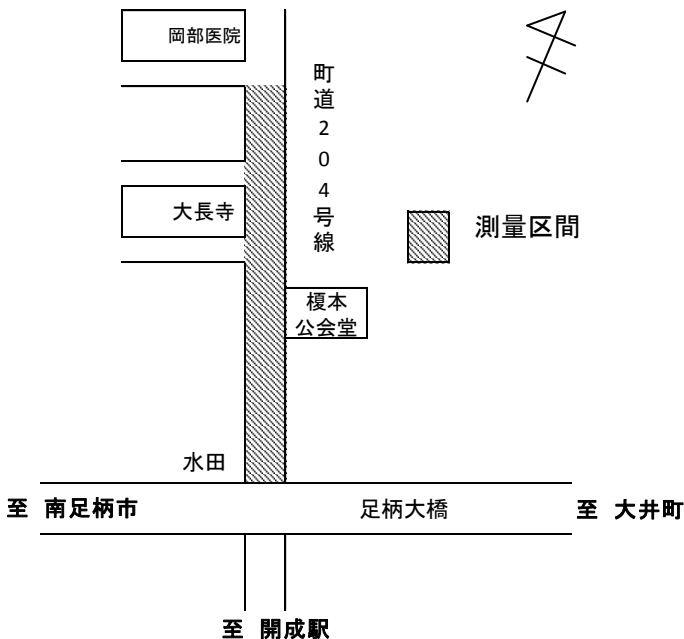 岡部医院
町道204号線
大長寺
測量区間
榎本
公会堂
水田
至 南足柄市
足柄大橋
至 大井町
至 開成駅